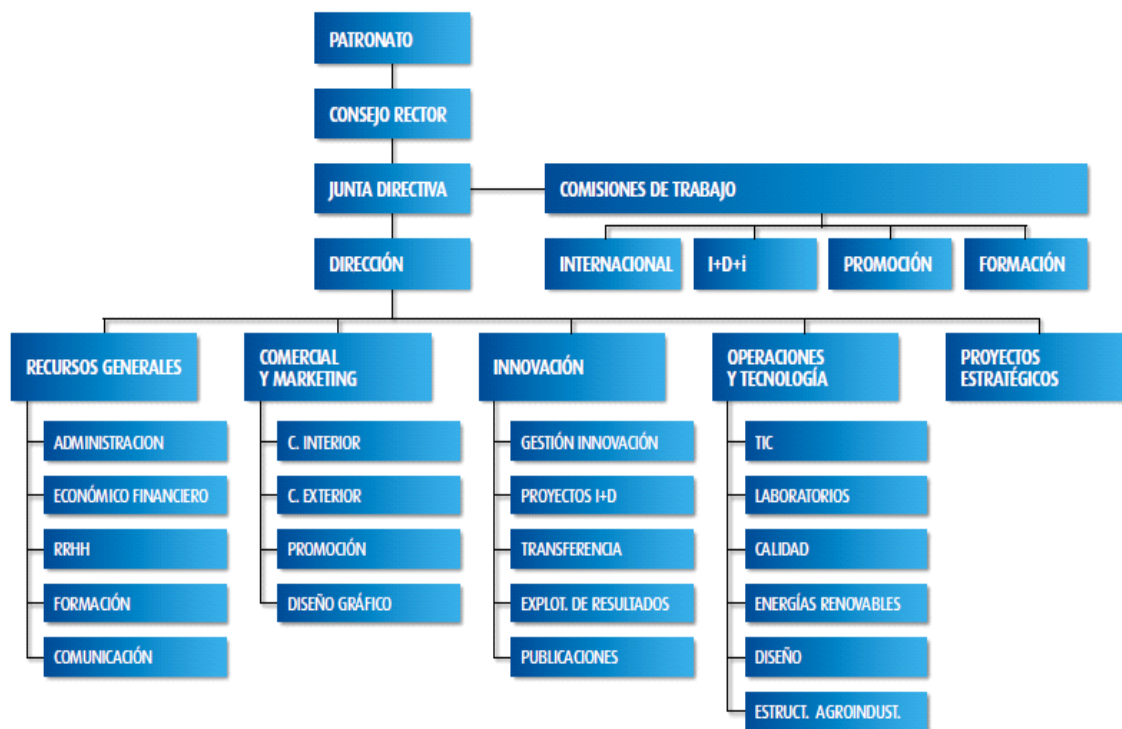 PATRONATO
CONSEJO RECTOR
JUNTA DIRECTIVA
COMISIONES DE TRABAJO
DIRECCIÓN
INTERNACIONAL
I+D+i
PROMOCIÓN
FORMACIÓN
RECURSOS GENERALES
ADMINISTRACION
ECONÓMICO FINANCIERO
RRHH
FORMACIÓN
COMUNICACIÓN
COMERCIAL
Y MARKETING
C. INTERIOR
C. EXTERIOR
PROMOCIÓN
DISEÑO GRÁFICO
INNOVACIÓN
GESTIÓN INNOVACIÓN
PROYECTOS I+D
TRANSFERENCIA
EXPLOT. DE RESULTADOS
PUBLICACIONES
OPERACIONES
Y TECNOLOGÍA
TIC
LABORATORIOS
CALIDAD
ENERGÍAS RENOVABLES
DISEÑO
ESTRUCT. AGROINDUST.
PROYECTOS
ESTRATÉGICOS